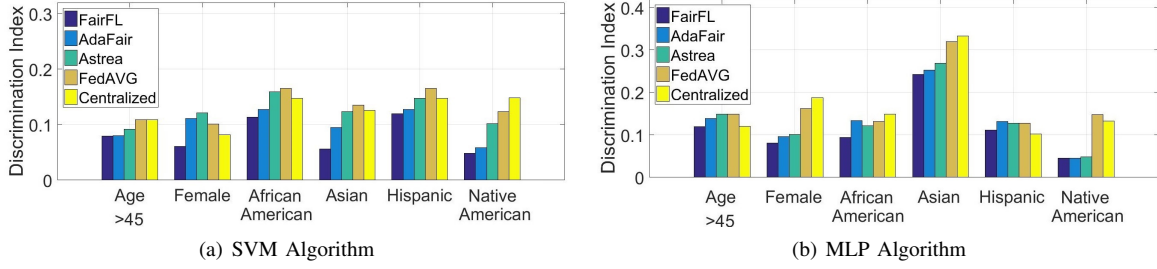 Discrimination Index
0.3
0.2
0.1
0
FairFL
AdaFair
Astrea
FedAVG
Centralized
Age
>45
Female
African
American
Asian
Hispanic
Native
American
(a) SVM Algorithm
Discrimination Index
0.4
0.3
0.2
0.1
0
FairFL
AdaFair
Astrea
FedAVG
Centralized
Age
>45
Female
African
American
Asian
Hispanic
Native
American
(b) MLP Algorithm